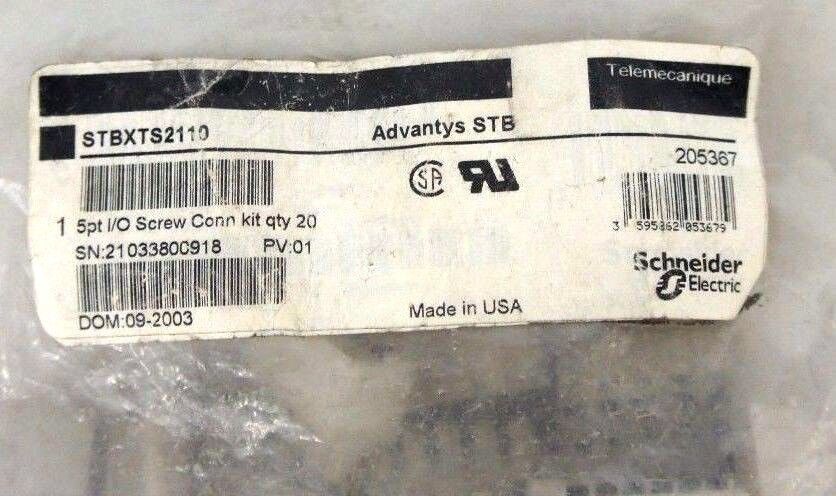 Telemecanique
STBXTS2110 Advantys STB
205367
1 5pt I/O Screw Conn kit qty 20
SN:21033800918 PV:01
3 595862 053679
DOM:09-2003
Made in USA
Schneider
Electric
SA